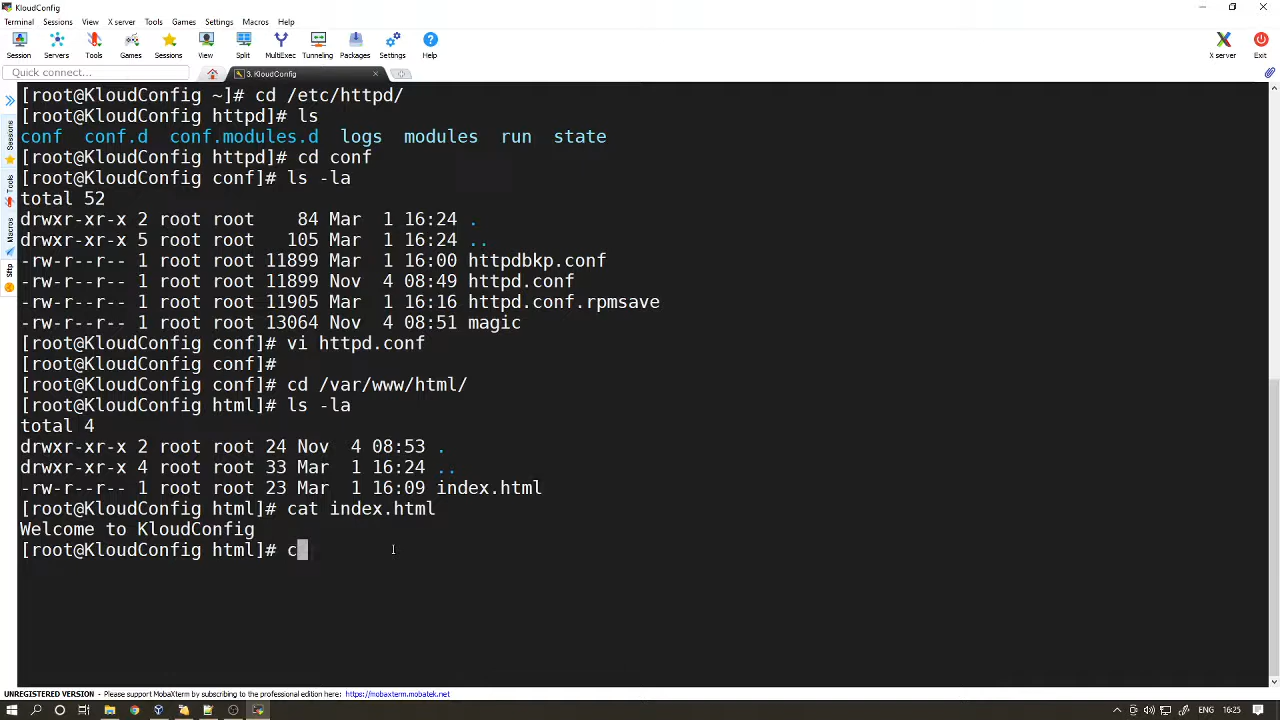 KloudConfig
Terminal Sessions View X server Tools Games Settings Macros Help
Session Servers Tools Games Sessions View Split MultiExec Tunneling Packages Settings Help X server Exit
Quick connect...
3. KloudConfig
Sessions
Tools
Macros
Sftp
[root@KloudConfig ~]# cd /etc/httpd/
[root@KloudConfig httpd]# ls
conf conf.d conf.modules.d logs modules run state
[root@KloudConfig httpd]# cd conf
[root@KloudConfig conf]# ls -la
total 52
drwxr-xr-x 2 root root    84 Mar  1 16:24 .
drwxr-xr-x 5 root root   105 Mar  1 16:24 ..
-rw-r--r-- 1 root root 11899 Mar  1 16:00 httpdbkp.conf
-rw-r--r-- 1 root root 11899 Nov  4 08:49 httpd.conf
-rw-r--r-- 1 root root 11905 Mar  1 16:16 httpd.conf.rpmsave
-rw-r--r-- 1 root root 13064 Nov  4 08:51 magic
[root@KloudConfig conf]# vi httpd.conf
[root@KloudConfig conf]#
[root@KloudConfig conf]# cd /var/www/html/
[root@KloudConfig html]# ls -la
total 4
drwxr-xr-x 2 root root 24 Nov  4 08:53 .
drwxr-xr-x 4 root root 33 Mar  1 16:24 ..
-rw-r--r-- 1 root root 23 Mar  1 16:09 index.html
[root@KloudConfig html]# cat index.html
Welcome to KloudConfig
[root@KloudConfig html]# c
UNREGISTERED VERSION - Please support MobaXterm by subscribing to the professional edition here: https://mobaxterm.mobatek.net
ENG 16:25